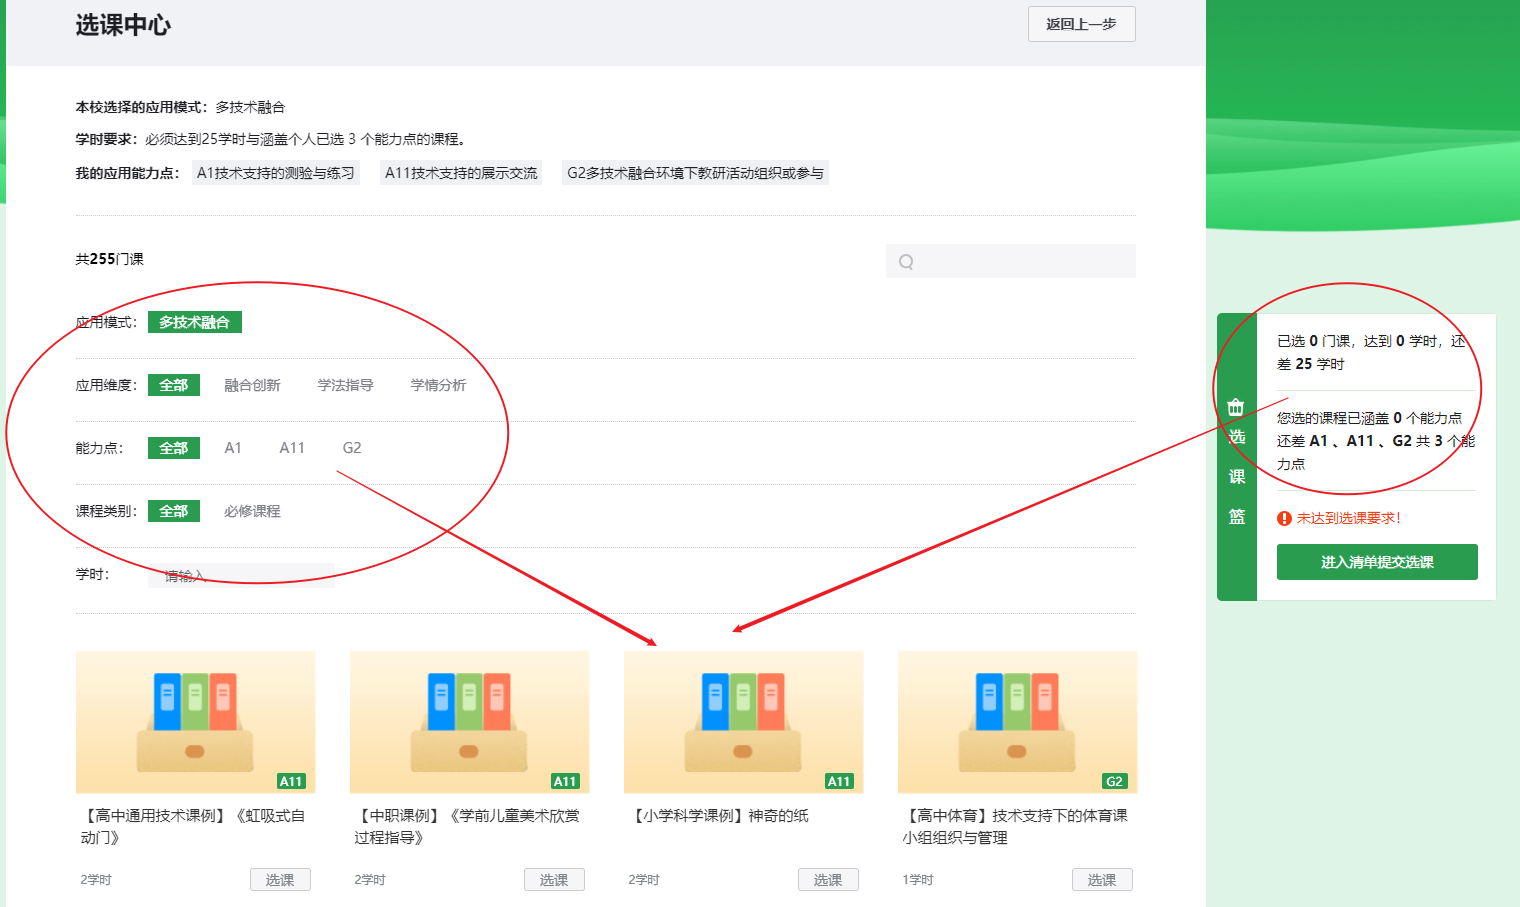 选课中心
返回上一步
本校选择的应用模式：多技术融合
学时要求：必须达到25学时与涵盖个人已选 3 个能力点的课程。
我的应用能力点： A1技术支持的测验与练习 A11技术支持的展示交流 G2多技术融合环境下教研活动组织或参与
共255门课
应用模式： 多技术融合
应用维度： 全部 融合创新 学法指导 学情分析
能力点： 全部 A1 A11 G2
课程类别： 全部 必修课程
学时： 请输入
A11
【高中通用技术课例】《虹吸式自
动门》
2学时 选课
A11
【中职课例】《学前儿童美术欣赏
过程指导》
2学时 选课
A11
【小学科学课例】神奇的纸
2学时 选课
G2
【高中体育】技术支持下的体育课
小组组织与管理
1学时 选课
选
课
篮
已选 0 门课，达到 0 学时，还
差 25 学时
您选的课程已涵盖 0 个能力点
还差 A1 、A11 、G2 共 3 个能
力点
未达到选课要求！
进入清单提交选课